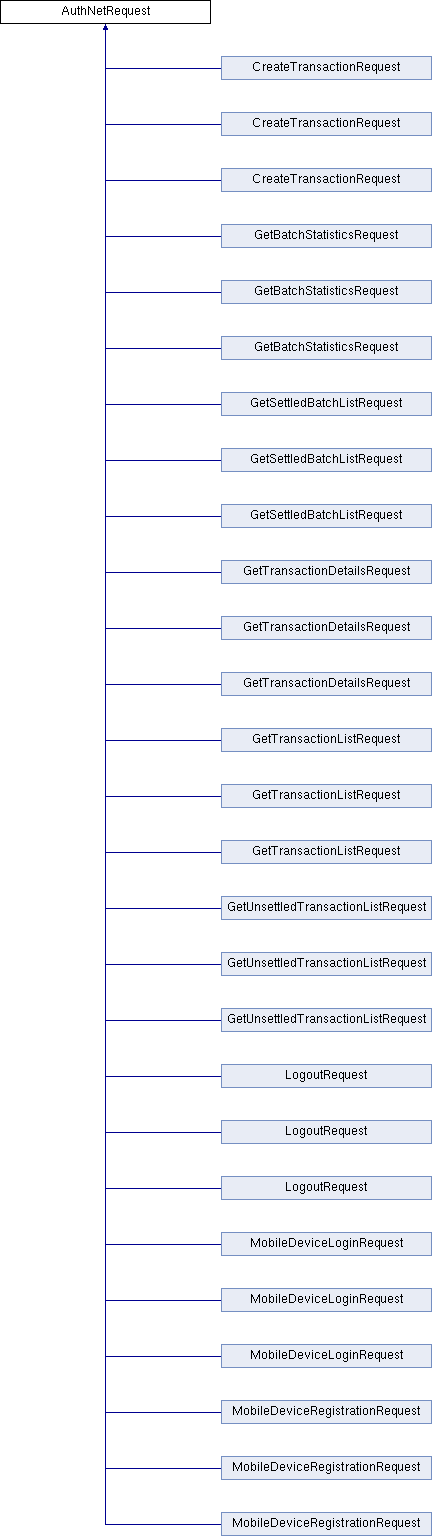 AuthNetRequest
CreateTransactionRequest
CreateTransactionRequest
CreateTransactionRequest
GetBatchStatisticsRequest
GetBatchStatisticsRequest
GetBatchStatisticsRequest
GetSettledBatchListRequest
GetSettledBatchListRequest
GetSettledBatchListRequest
GetTransactionDetailsRequest
GetTransactionDetailsRequest
GetTransactionDetailsRequest
GetTransactionListRequest
GetTransactionListRequest
GetTransactionListRequest
GetUnsettledTransactionListRequest
GetUnsettledTransactionListRequest
GetUnsettledTransactionListRequest
LogoutRequest
LogoutRequest
LogoutRequest
MobileDeviceLoginRequest
MobileDeviceLoginRequest
MobileDeviceLoginRequest
MobileDeviceRegistrationRequest
MobileDeviceRegistrationRequest
MobileDeviceRegistrationRequest